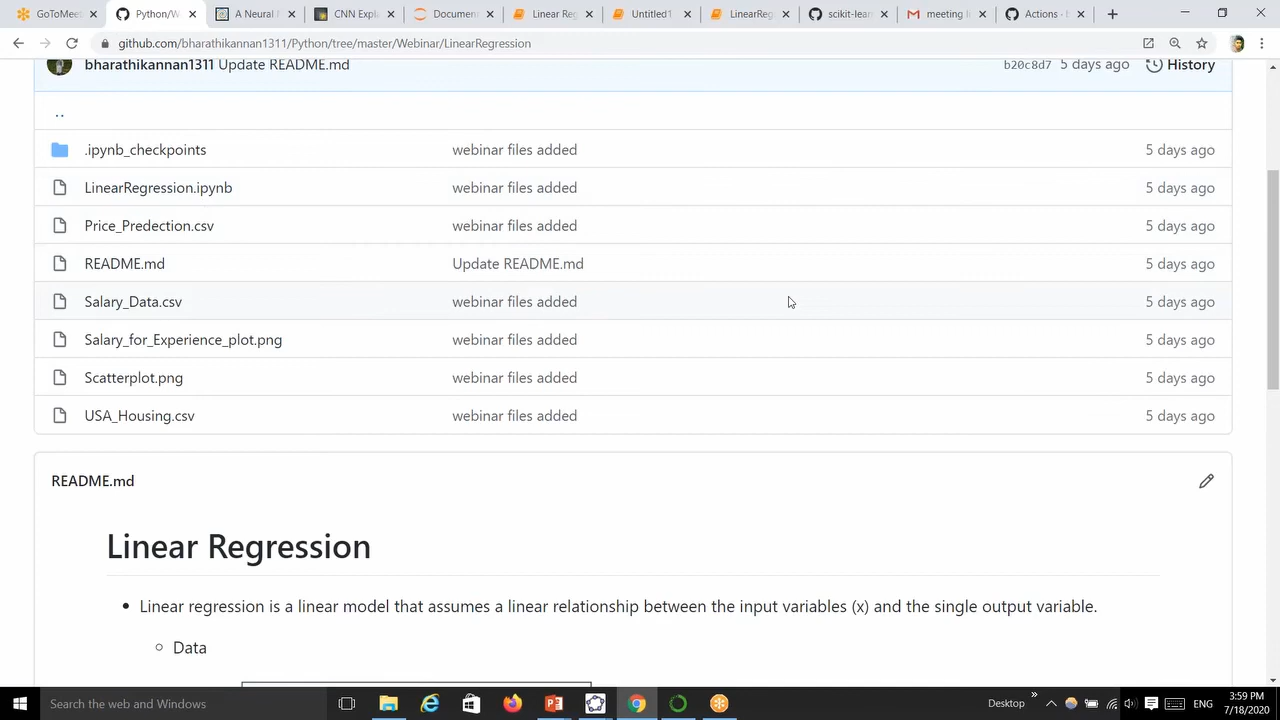 GoToMeet
Python/W
A Neural
CNN Expl
Documen
Linear Reg
Untitled1
LinearReg
scikit-lear
meeting li
Actions · b
github.com/bharathikannan1311/Python/tree/master/Webinar/LinearRegression
bharathikannan1311 Update README.md b20c8d7 5 days ago History
..
.ipynb_checkpoints webinar files added 5 days ago
LinearRegression.ipynb webinar files added 5 days ago
Price_Predection.csv webinar files added 5 days ago
README.md Update README.md 5 days ago
Salary_Data.csv webinar files added 5 days ago
Salary_for_Experience_plot.png webinar files added 5 days ago
Scatterplot.png webinar files added 5 days ago
USA_Housing.csv webinar files added 5 days ago
README.md
Linear Regression
• Linear regression is a linear model that assumes a linear relationship between the input variables (x) and the single output variable.
○ Data
Search the web and Windows
Desktop
ENG
3:59 PM
7/18/2020